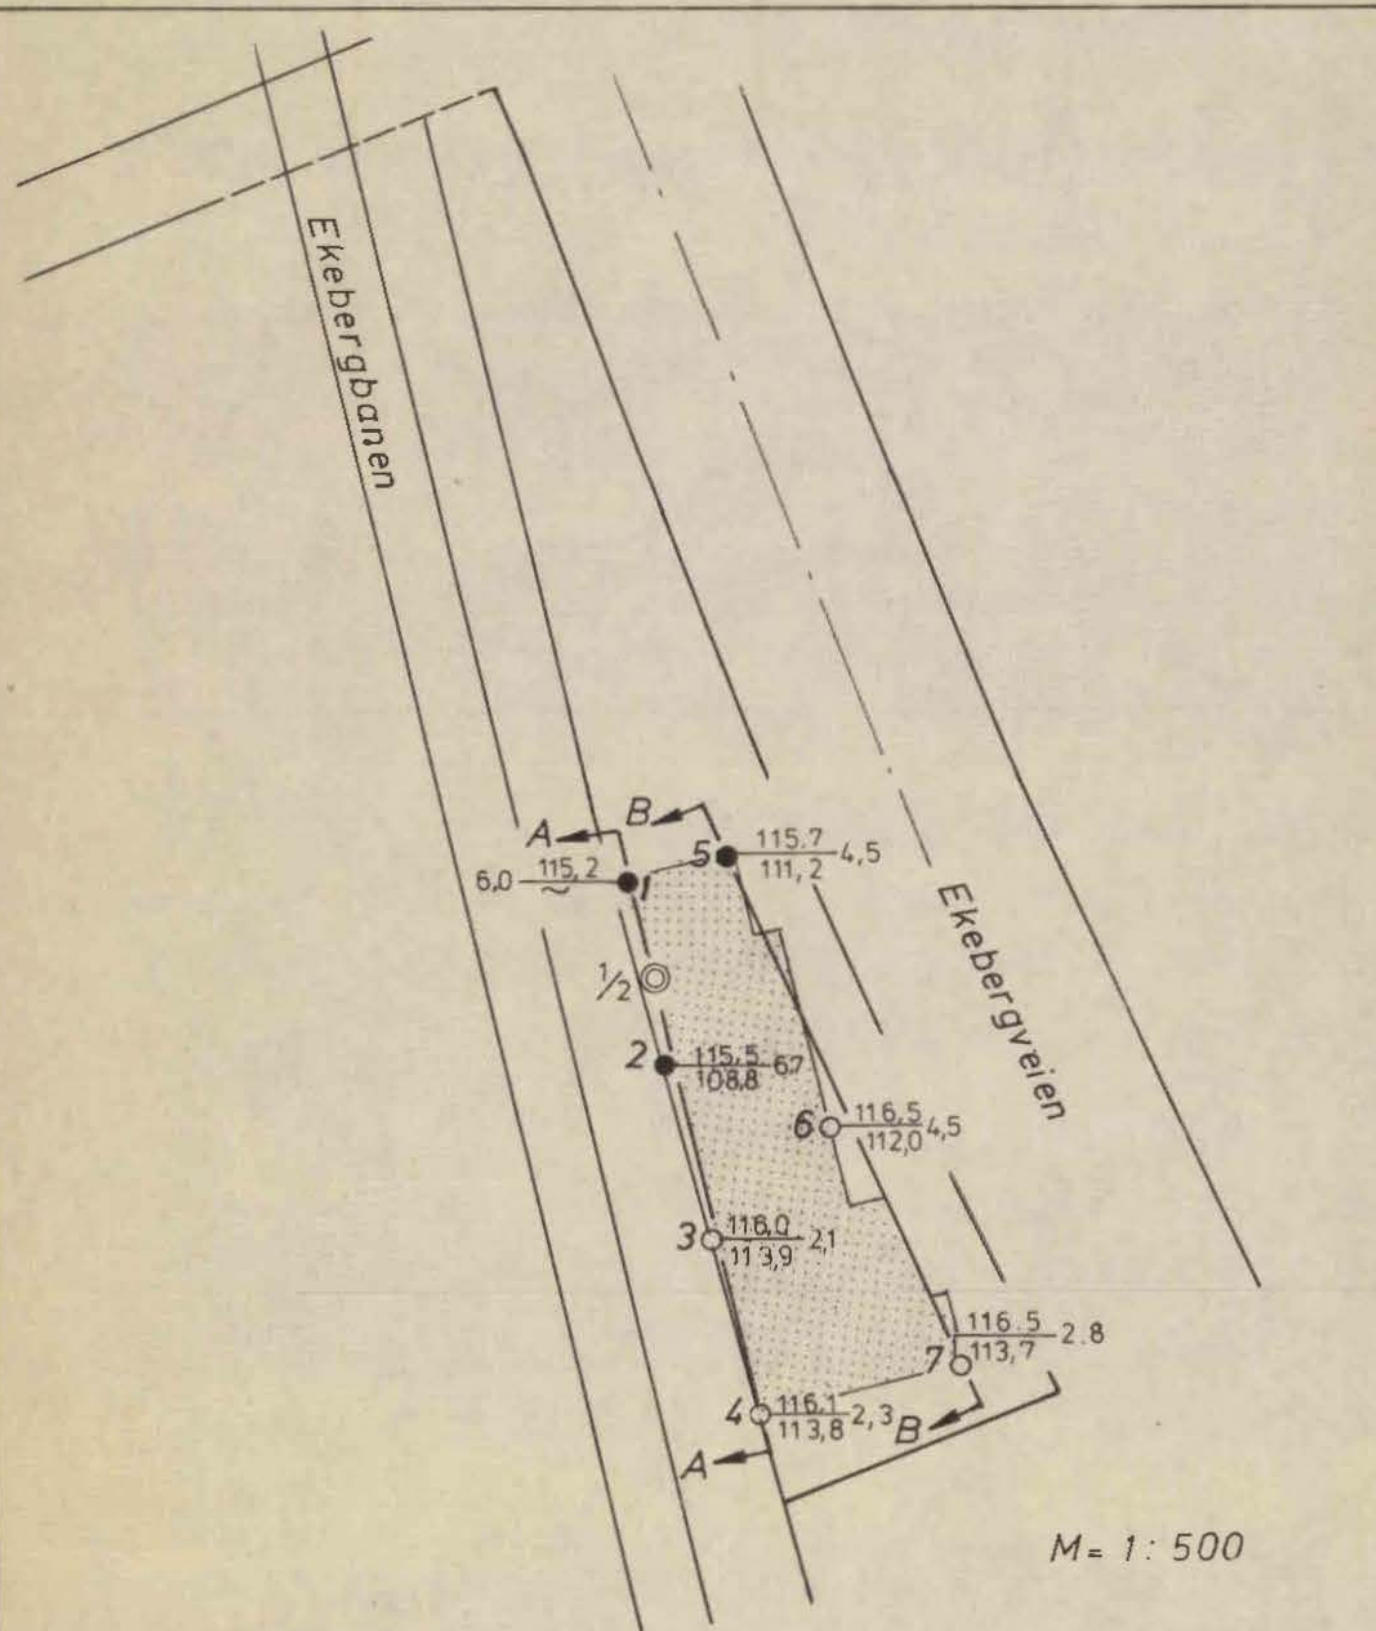 Ekebergbanen
B
A
5 115.7 4,5
111,2
6,0 115,2
~
1
Ekebergveien
1/2
2 115,5 6,7
108,8
6 116,5 4,5
112,0
3 116,0 2,1
113,9
116.5 2.8
7 113,7
4 116,1 2,3
113,8
B
A
M= 1: 500